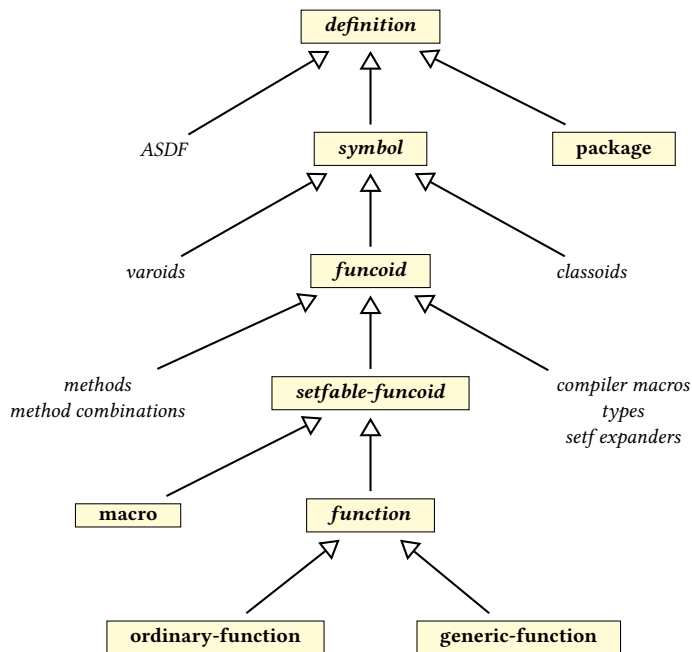 definition
ASDF
symbol
package
varoids
funcoid
classoids
methods
method combinations
setfable-funcoid
compiler macros
types
setf expanders
macro
function
ordinary-function
generic-function